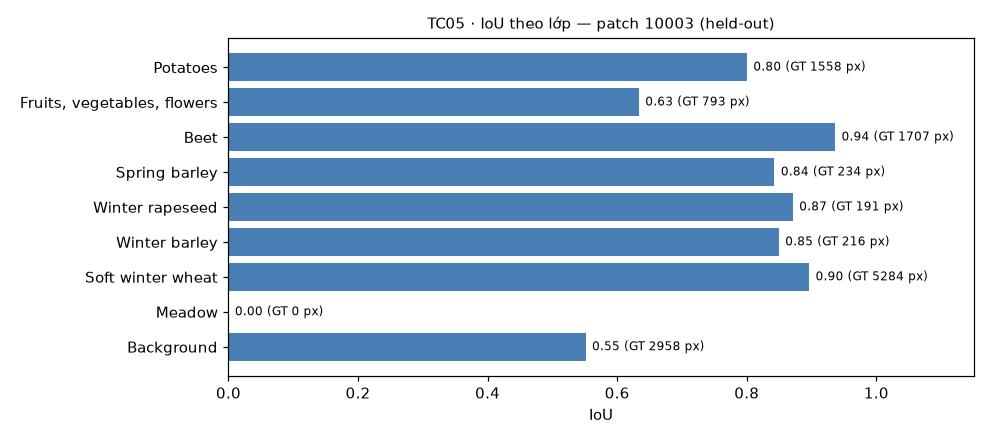 TC05 · IoU theo lớp — patch 10003 (held-out)
Potatoes 0.80 (GT 1558 px)
Fruits, vegetables, flowers 0.63 (GT 793 px)
Beet 0.94 (GT 1707 px)
Spring barley 0.84 (GT 234 px)
Winter rapeseed 0.87 (GT 191 px)
Winter barley 0.85 (GT 216 px)
Soft winter wheat 0.90 (GT 5284 px)
Meadow 0.00 (GT 0 px)
Background 0.55 (GT 2958 px)
0.0 0.2 0.4 0.6 0.8 1.0
IoU